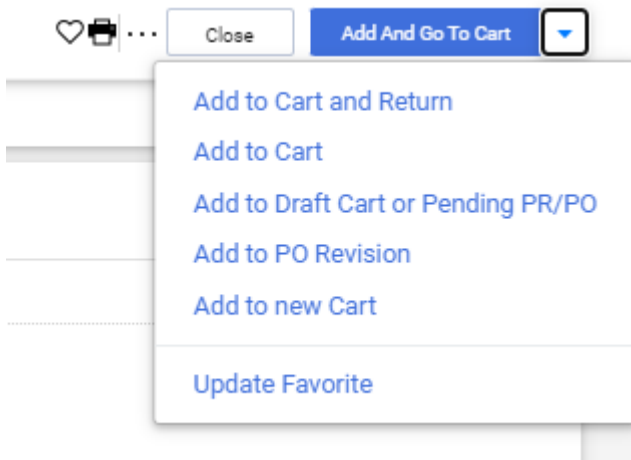 Close
Add And Go To Cart
Add to Cart and Return
Add to Cart
Add to Draft Cart or Pending PR/PO
Add to PO Revision
Add to new Cart
Update Favorite